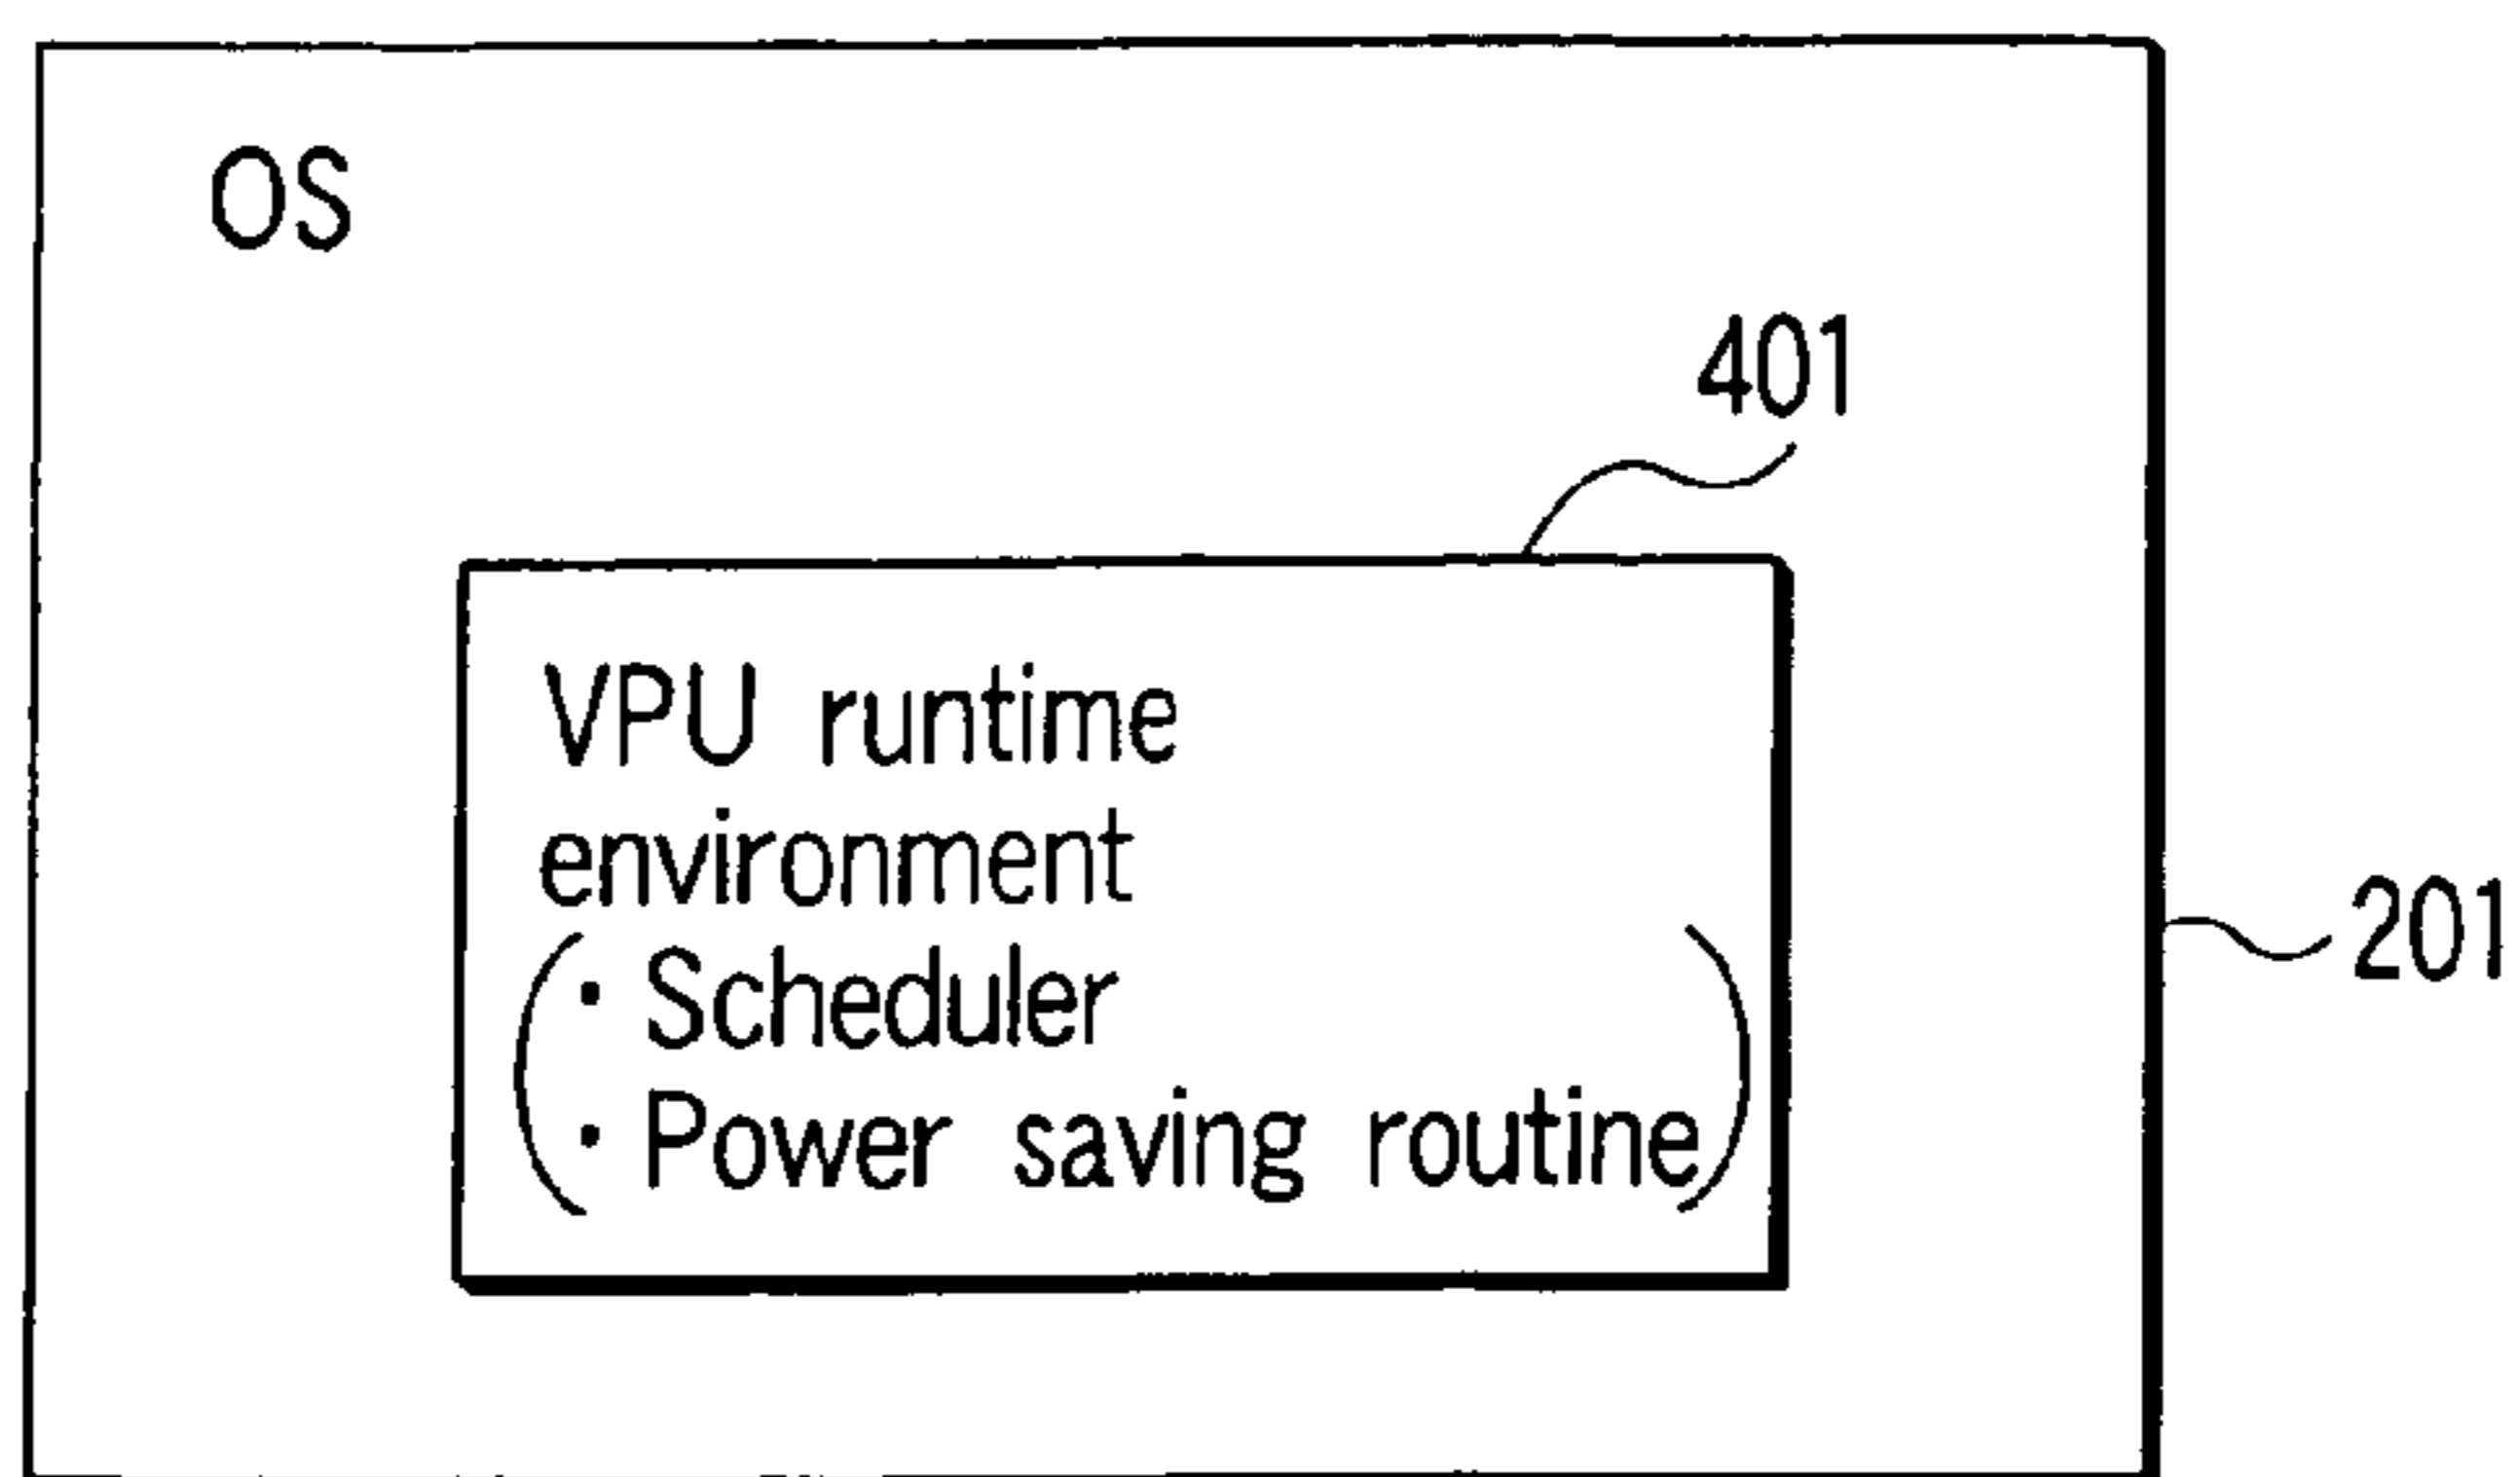 OS
401
VPU runtime
environment
201
(· Scheduler
· Power saving routine)